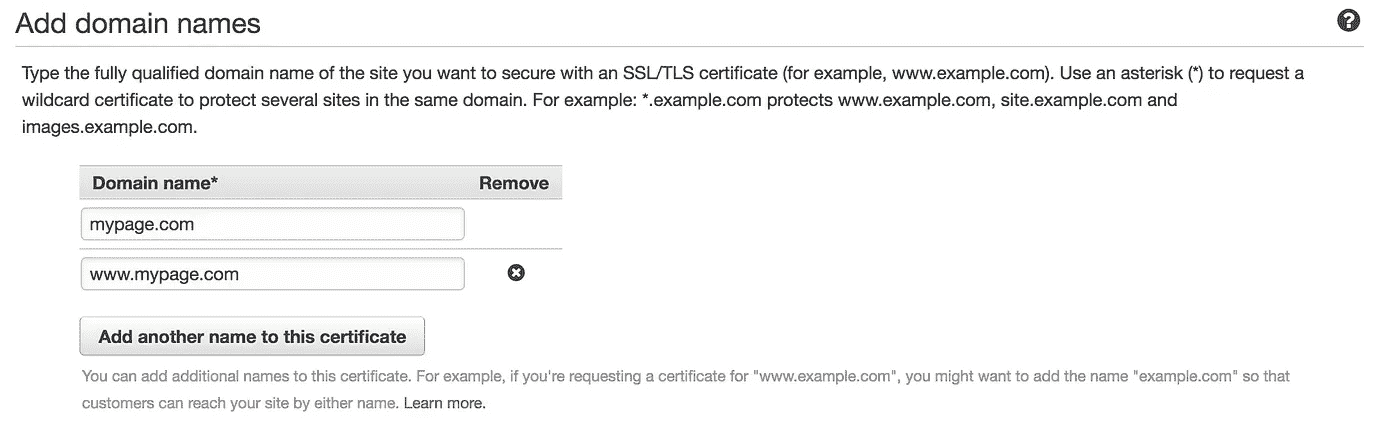 Add domain names
Type the fully qualified domain name of the site you want to secure with an SSL/TLS certificate (for example, www.example.com). Use an asterisk (*) to request a
wildcard certificate to protect several sites in the same domain. For example: *.example.com protects www.example.com, site.example.com and
images.example.com.
Domain name* Remove
mypage.com
www.mypage.com
Add another name to this certificate
You can add additional names to this certificate. For example, if you're requesting a certificate for "www.example.com", you might want to add the name "example.com" so that
customers can reach your site by either name. Learn more.